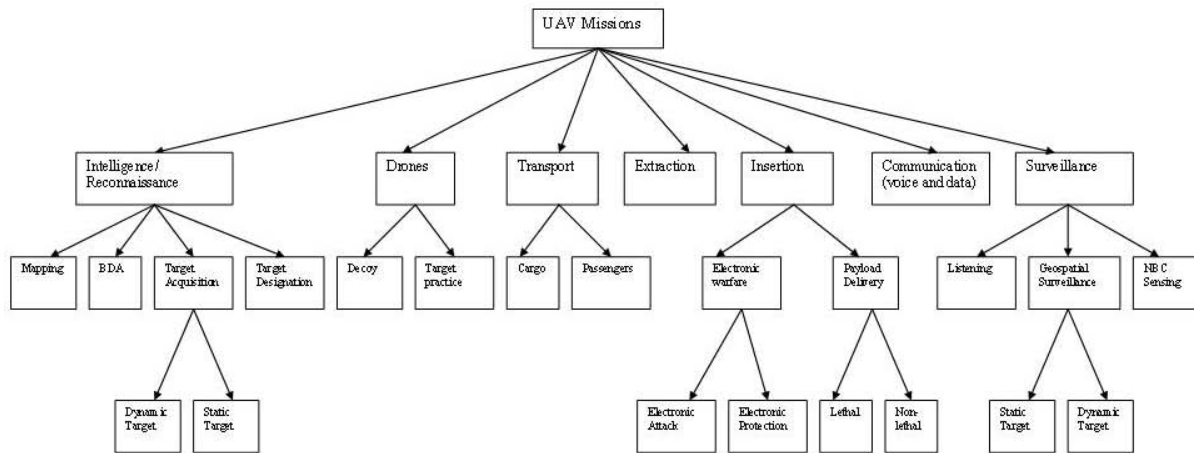 UAV Missions
Intelligence/
Reconnaissance
Drones
Transport
Extraction
Insertion
Communication
(voice and data)
Surveillance
Mapping
BDA
Target
Acquisition
Target
Designation
Decoy
Target
practice
Cargo
Passengers
Electronic
warfare
Payload
Delivery
Listening
Geospatial
Surveillance
NBC
Sensing
Dynamic
Target
Static
Target
Electronic
Attack
Electronic
Protection
Lethal
Non-
lethal
Static
Target
Dynamic
Target